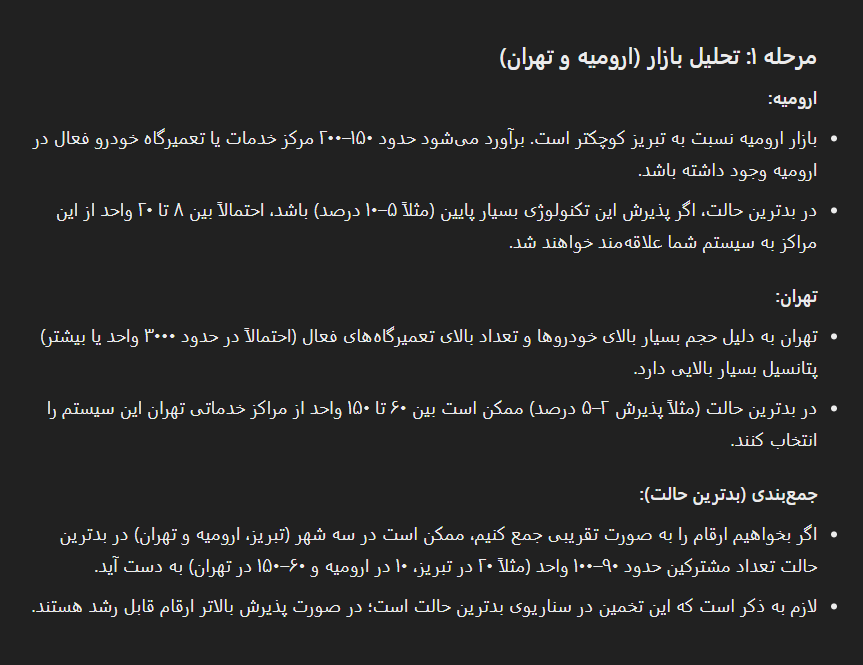 مرحله ۱: تحلیل بازار (ارومیه و تهران)
ارومیه:
بازار ارومیه نسبت به تبریز کوچکتر است. برآورد می‌شود حدود ۱۵۰–۲۰۰ مرکز خدمات یا تعمیرگاه خودرو فعال در
ارومیه وجود داشته باشد.
در بدترین حالت، اگر پذیرش این تکنولوژی بسیار پایین (مثلاً ۵–۱۰ درصد) باشد، احتمالاً بین ۸ تا ۲۰ واحد از این
مراکز به سیستم شما علاقه‌مند خواهند شد.
تهران:
تهران به دلیل حجم بسیار بالای خودروها و تعداد بالای تعمیرگاه‌های فعال (احتمالاً در حدود ۳۰۰۰ واحد یا بیشتر)
پتانسیل بسیار بالایی دارد.
در بدترین حالت (مثلاً پذیرش ۲–۵ درصد) ممکن است بین ۶۰ تا ۱۵۰ واحد از مراکز خدماتی تهران این سیستم را
انتخاب کنند.
جمع‌بندی (بدترین حالت):
اگر بخواهیم ارقام را به صورت تقریبی جمع کنیم، ممکن است در سه شهر (تبریز، ارومیه و تهران) در بدترین
حالت تعداد مشترکین حدود ۹۰–۱۰۰ واحد (مثلاً ۲۰ در تبریز، ۱۰ در ارومیه و ۶۰–۱۵۰ در تهران) به دست آید.
لازم به ذکر است که این تخمین در سناریوی بدترین حالت است؛ در صورت پذیرش بالاتر ارقام قابل رشد هستند.